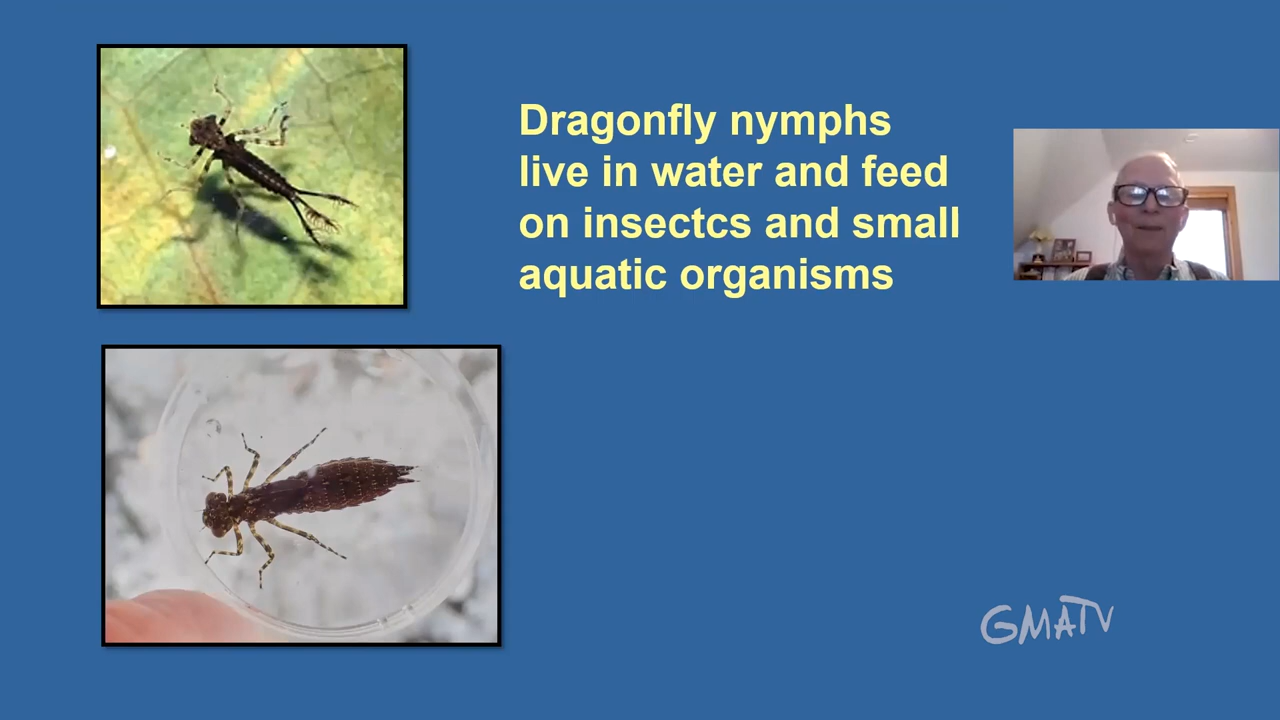 Dragonfly nymphs
live in water and feed
on insectcs and small
aquatic organisms
GMATV